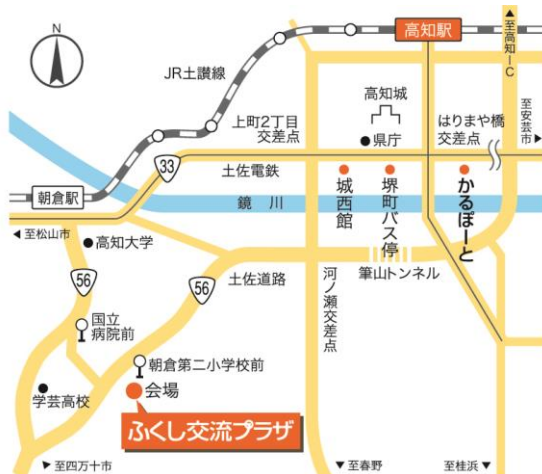 N
高知駅
▲至高知IC
JR土讃線
高知城
上町2丁目
交差点
県庁
はりまや橋
交差点
至安芸市▶
33
土佐電鉄
城西館
堺町バス停
かるぽーと
朝倉駅
鏡川
◀至松山市
高知大学
56
56
土佐道路
筆山トンネル
河ノ瀬交差点
国立
病院前
朝倉第二小学校前
学芸高校
会場
ふくし交流プラザ
▼至四万十市
▼至春野
至桂浜▼